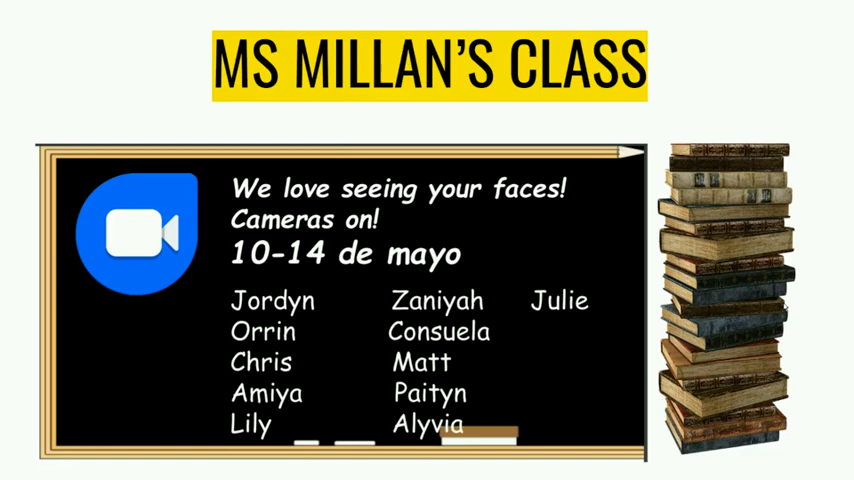 MS MILLAN'S CLASS
We love seeing your faces!
Cameras on!
10-14 de mayo
Jordyn Zaniyah Julie
Orrin Consuela
Chris Matt
Amiya Paityn
Lily Alyvia